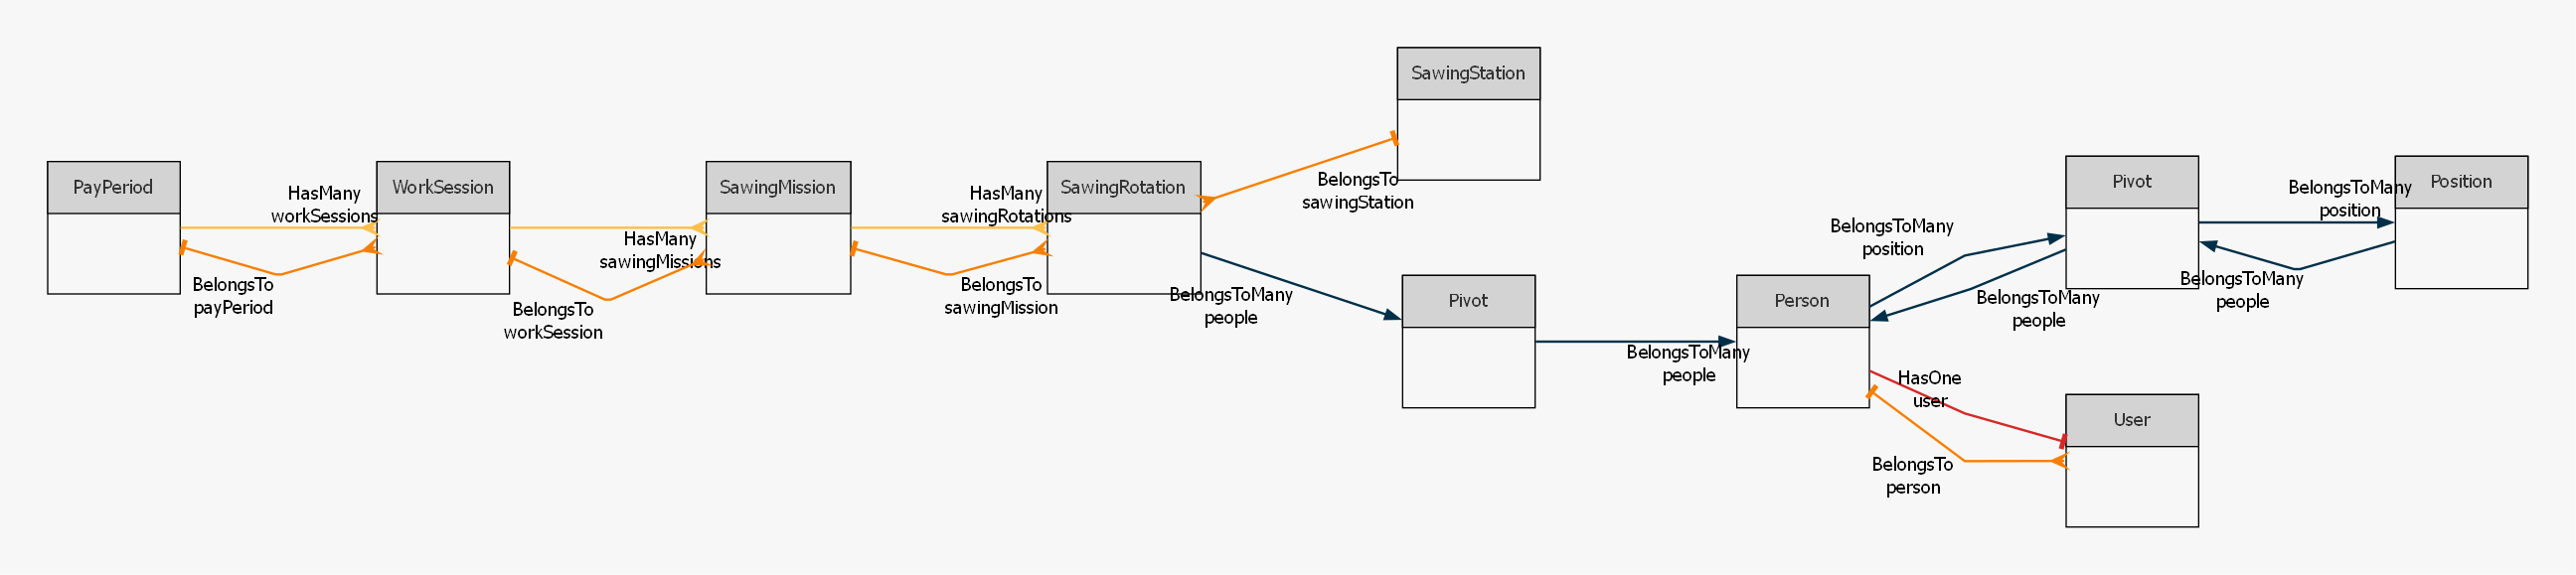 SawingStation
PayPeriod
HasMany
workSessions
WorkSession
HasMany
sawingMissions
SawingMission
HasMany
sawingRotations
SawingRotation
BelongsTo
sawingStation
BelongsTo
payPeriod
BelongsTo
workSession
BelongsTo
sawingMission
BelongsToMany
people
Pivot
BelongsToMany
people
Person
BelongsToMany
position
Pivot
BelongsToMany
people
BelongsToMany
position
Position
BelongsToMany
people
HasOne
user
User
BelongsTo
person